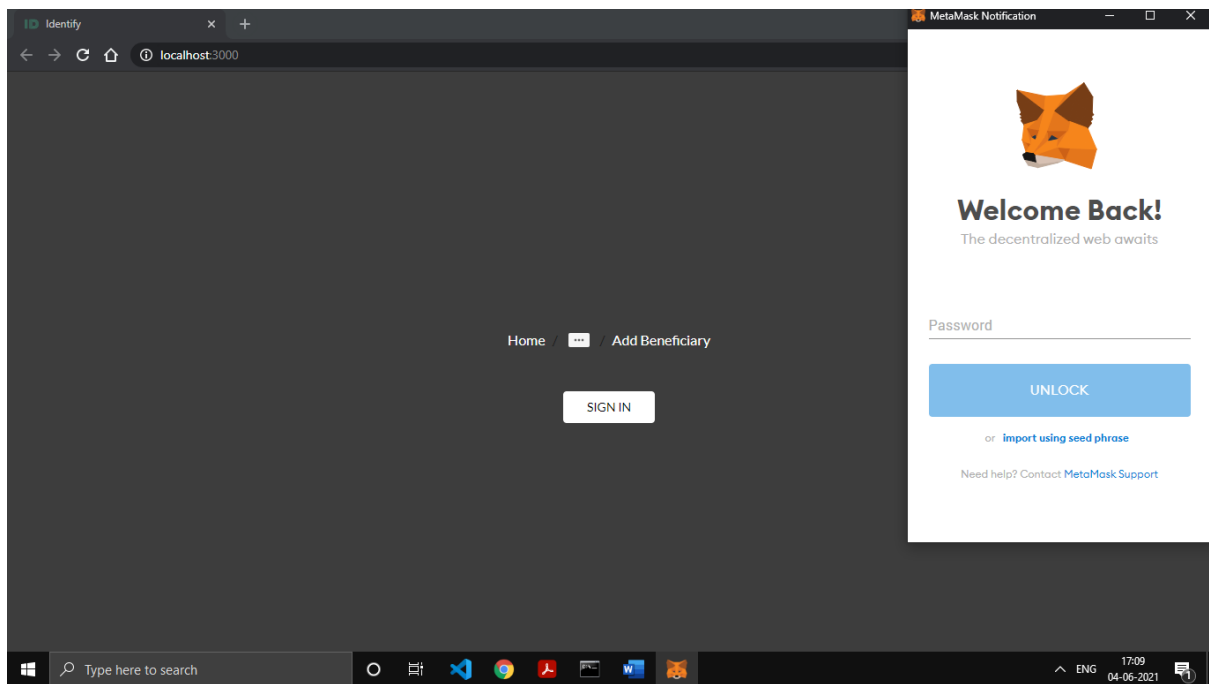 ID Identify
MetaMask Notification
localhost:3000
Welcome Back!
The decentralized web awaits
Password
UNLOCK
or import using seed phrase
Need help? Contact MetaMask Support
Home / ... / Add Beneficiary
SIGN IN
Type here to search
W
ENG
17:09
04-06-2021
1